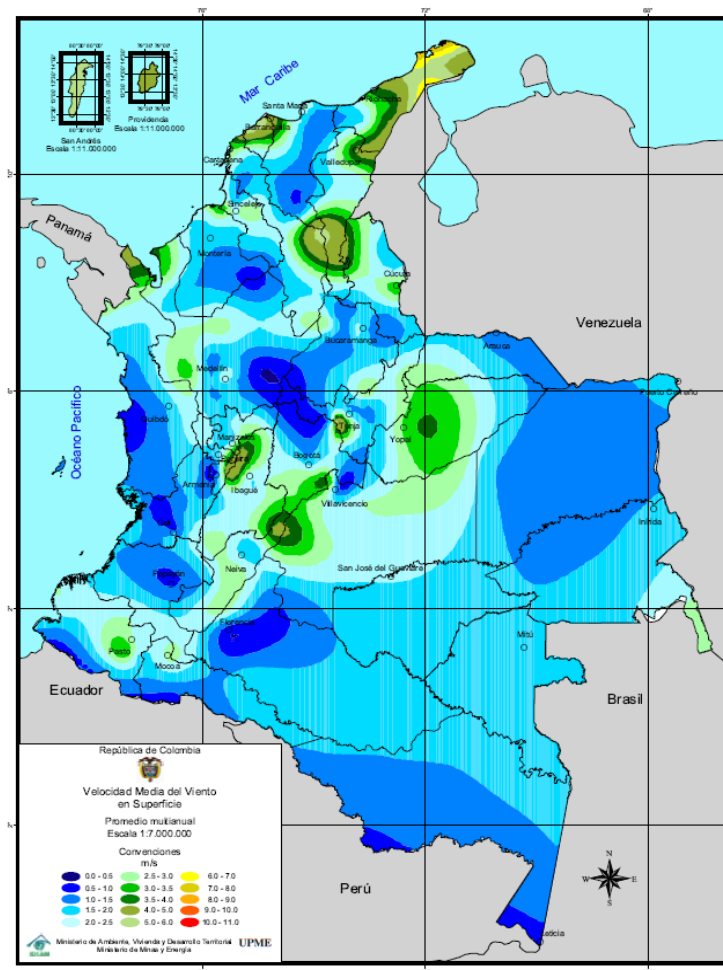 76°
72°
68°
Mar Caribe
San Andrés
Escala 1:11.000.000
Providencia
Escala 1:11.000.000
Santa Marta
Riohacha
Barranquilla
Cartagena
Valledupar
Sincelejo
Panamá
Montería
Cúcuta
Venezuela
Bucaramanga
Arauca
Medellín
Puerto Carreño
Océano Pacífico
Quibdó
Tunja
Yopal
Manizales
Pereira
Bogotá
Armenia
Ibagué
Villavicencio
Inírida
Neiva
San José del Guaviare
Popayán
Florencia
Mitú
Pasto
Mocoa
Ecuador
Brasil
República de Colombia
Velocidad Media del Viento
en Superficie
Promedio multianual
Escala 1:7.000.000
Convenciones
m/s
0.0 - 0.5 2.5 - 3.0 6.0 - 7.0
0.5 - 1.0 3.0 - 3.5 7.0 - 8.0
1.0 - 1.5 3.5 - 4.0 8.0 - 9.0
1.5 - 2.0 4.0 - 5.0 9.0 - 10.0
2.0 - 2.5 5.0 - 6.0 10.0 - 11.0
Perú
N
W E
S
Leticia
IDEAM
Ministerio de Ambiente, Vivienda y Desarrollo Territorial
Ministerio de Minas y Energía
UPME